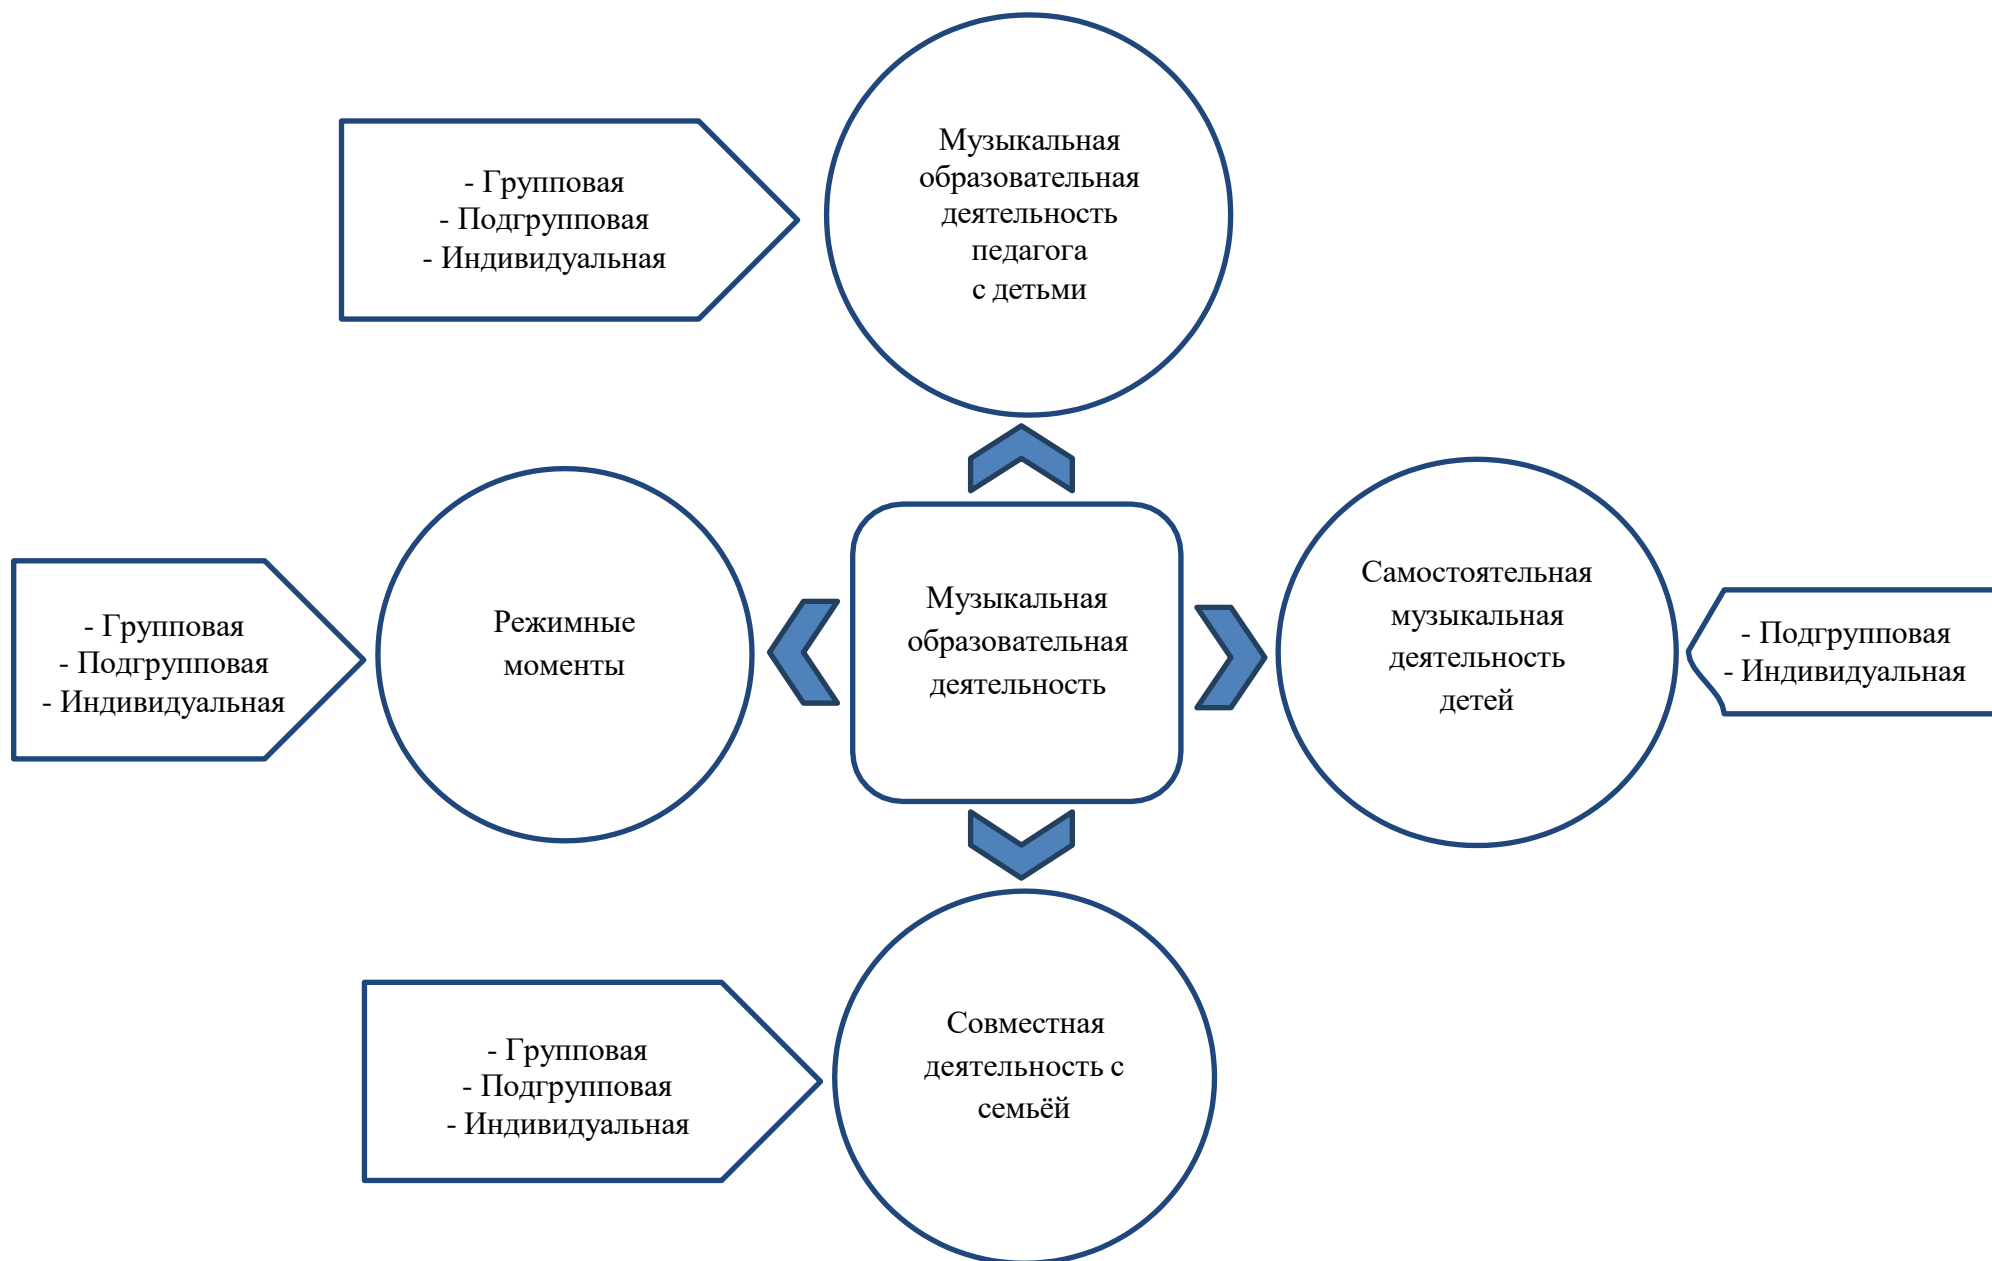 Музыкальная
образовательная
деятельность
педагога
с детьми
- Групповая
- Подгрупповая
- Индивидуальная
Режимные
моменты
- Групповая
- Подгрупповая
- Индивидуальная
Музыкальная
образовательная
деятельность
Самостоятельная
музыкальная
деятельность
детей
- Подгрупповая
- Индивидуальная
Совместная
деятельность с
семьёй
- Групповая
- Подгрупповая
- Индивидуальная